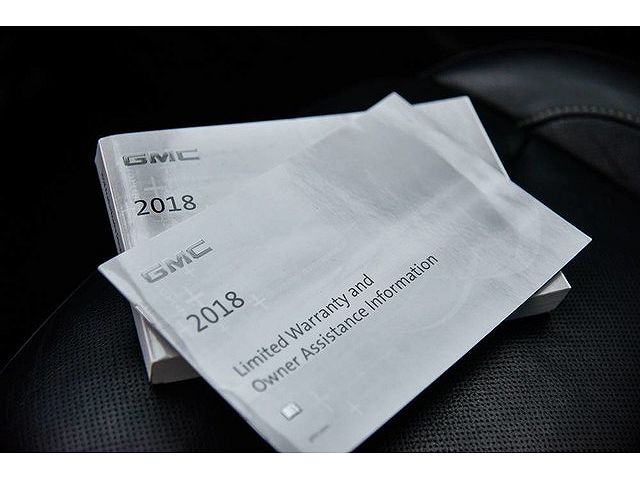 GMC
2018
GMC
2018
Limited Warranty and
Owner Assistance Information